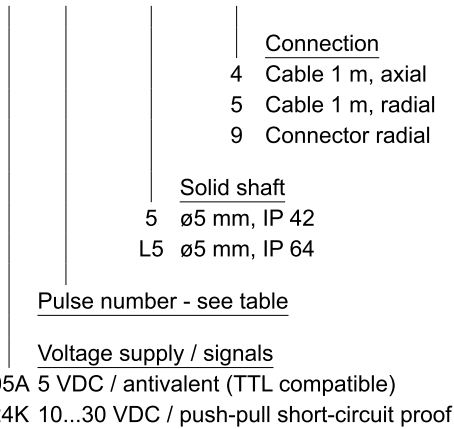 Connection
4 Cable 1 m, axial
5 Cable 1 m, radial
9 Connector radial
Solid shaft
5 ø5 mm, IP 42
L5 ø5 mm, IP 64
Pulse number - see table
Voltage supply / signals
5A 5 VDC / antivalent (TTL compatible)
4K 10...30 VDC / push-pull short-circuit proof